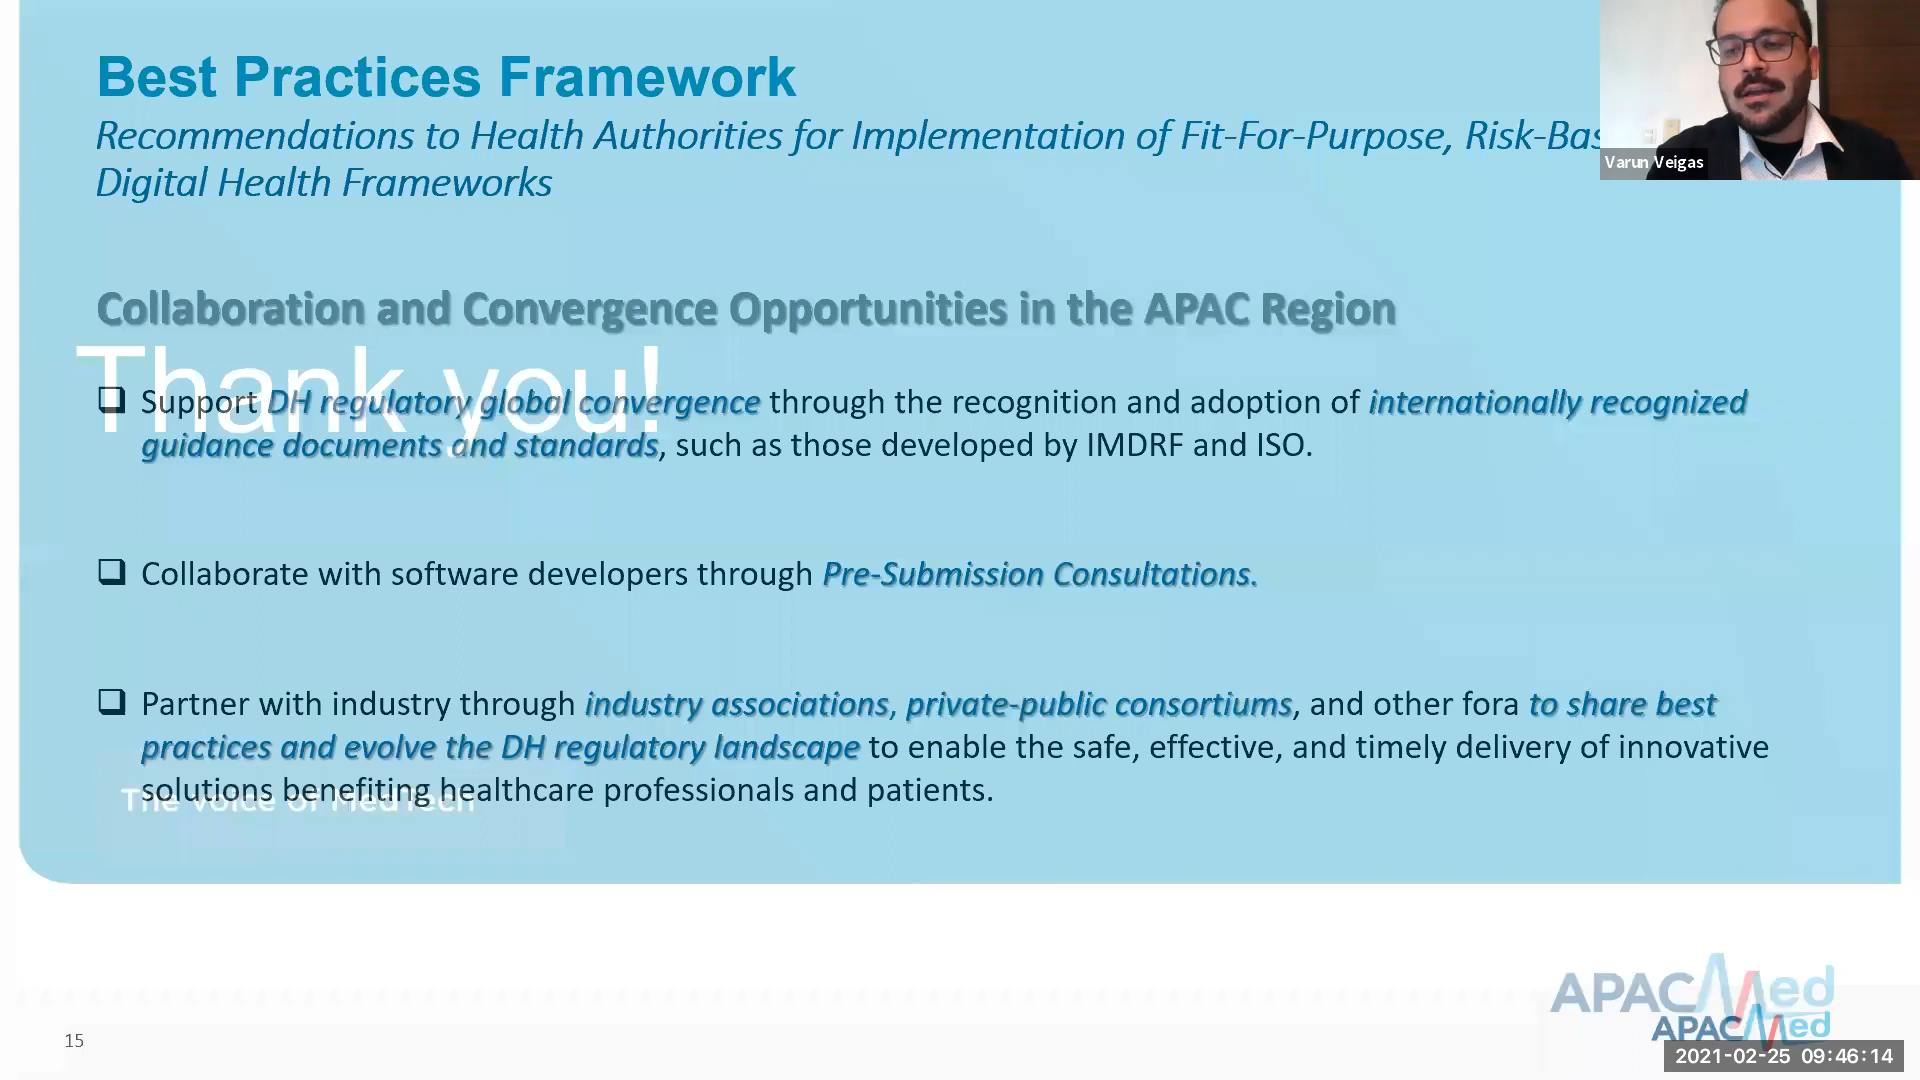 Best Practices Framework
Recommendations to Health Authorities for Implementation of Fit-For-Purpose, Risk-Bas
Digital Health Frameworks
Varun Veigas
Collaboration and Convergence Opportunities in the APAC Region
Thank you!
❑ Support DH regulatory global convergence through the recognition and adoption of internationally recognized
guidance documents and standards, such as those developed by IMDRF and ISO.
❑ Collaborate with software developers through Pre-Submission Consultations.
❑ Partner with industry through industry associations, private-public consortiums, and other fora to share best
practices and evolve the DH regulatory landscape to enable the safe, effective, and timely delivery of innovative
solutions benefiting healthcare professionals and patients.
The Voice of MedTech
APACMed
APACMed
15
2021-02-25 09:46:14